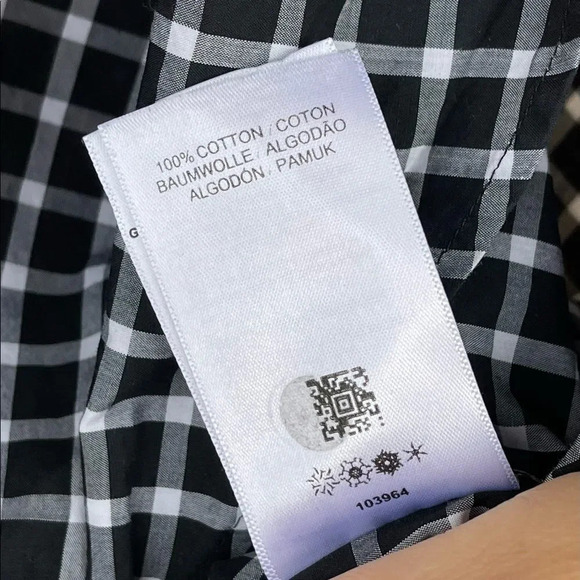 100% COTTON / COTON
BAUMWOLLE / ALGODÃO
ALGODÓN / PAMUK
G
103964